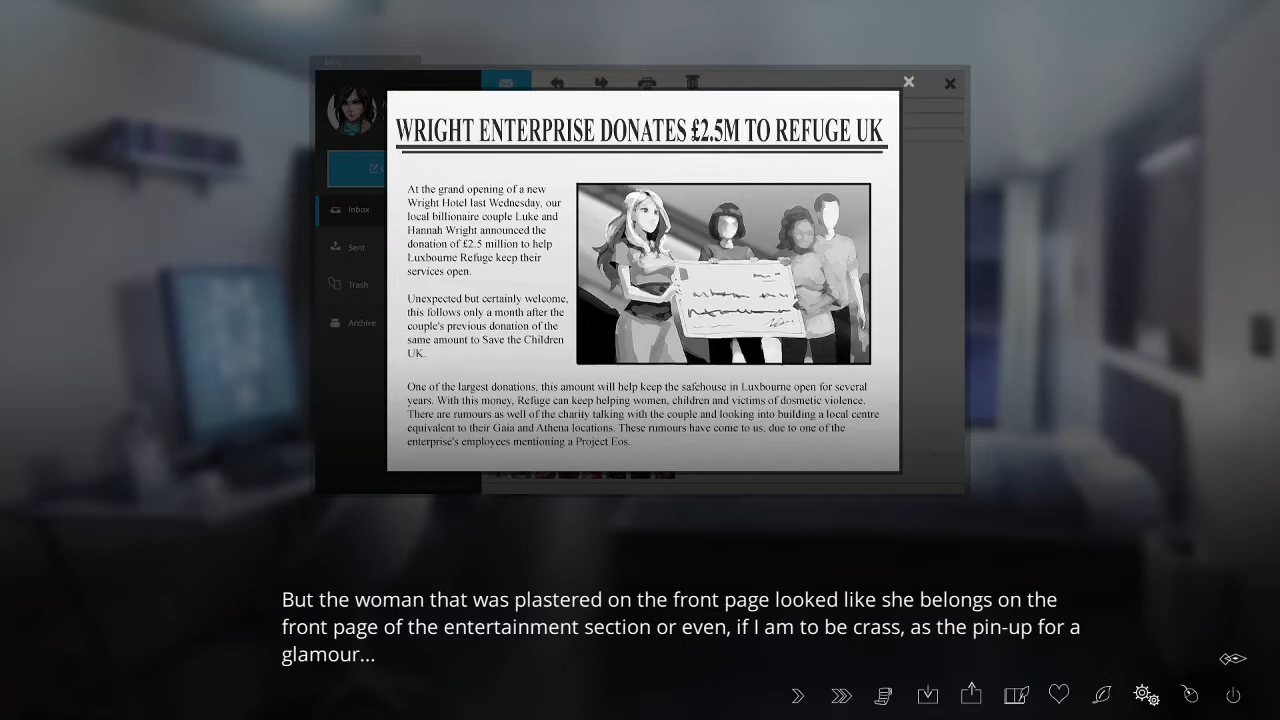 WRIGHT ENTERPRISE DONATES £2.5M TO REFUGE UK
At the grand opening of a new
Wright Hotel last Wednesday, our
local billionaire couple Luke and
Hannah Wright announced the
donation of £2.5 million to help
Luxbourne Refuge keep their
services open.
Unexpected but certainly welcome,
this follows only a month after the
couple's previous donation of the
same amount to Save the Children
UK.
One of the largest donations, this amount will help keep the safehouse in Luxbourne open for several
years. With this money, Refuge can keep helping women, children and victims of dosmetic violence.
There are rumours as well of the charity talking with the couple and looking into building a local centre
equivalent to their Gaia and Athena locations. These rumours have come to us, due to one of the
enterprise's employees mentioning a Project Eos.
Inbox
Sent
Trash
Archive
But the woman that was plastered on the front page looked like she belongs on the
front page of the entertainment section or even, if I am to be crass, as the pin-up for a
glamour...